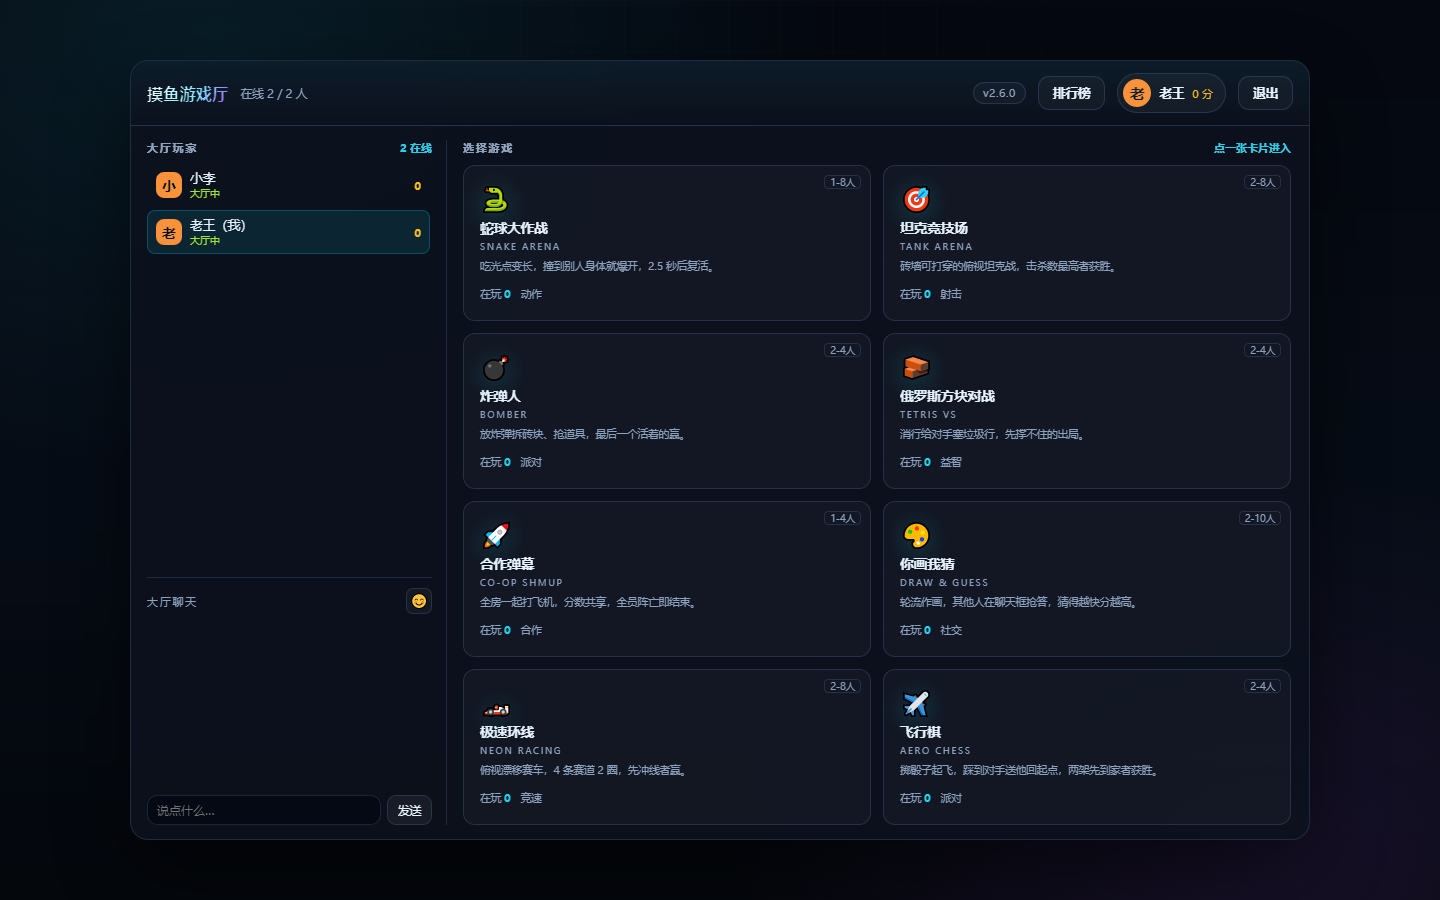 摸鱼游戏厅 在线 2 / 2 人 v2.6.0 排行榜 老 老王 0 分 退出
大厅玩家 2 在线
小 小李 0
大厅中
老 老王 (我) 0
大厅中
大厅聊天
说点什么... 发送
选择游戏 点一张卡片进入
1-8人
蛇球大作战
SNAKE ARENA
吃光点变长，撞到别人身体就爆开，2.5 秒后复活。
在玩 0 动作
2-8人
坦克竞技场
TANK ARENA
砖墙可打穿的俯视坦克战，击杀数最高者获胜。
在玩 0 射击
2-4人
炸弹人
BOMBER
放炸弹拆砖块、抢道具，最后一个活着的赢。
在玩 0 派对
2-4人
俄罗斯方块对战
TETRIS VS
消行给对手塞垃圾行，先撑不住的出局。
在玩 0 益智
1-4人
合作弹幕
CO-OP SHMUP
全房一起打飞机，分数共享，全员阵亡即结束。
在玩 0 合作
2-10人
你画我猜
DRAW & GUESS
轮流作画，其他人在聊天框抢答，猜得越快分越高。
在玩 0 社交
2-8人
极速环线
NEON RACING
俯视漂移赛车，4 条赛道 2 圈，先冲线者赢。
在玩 0 竞速
2-4人
飞行棋
AERO CHESS
掷骰子起飞，踩到对手送他回起点，两架先到家者获胜。
在玩 0 派对